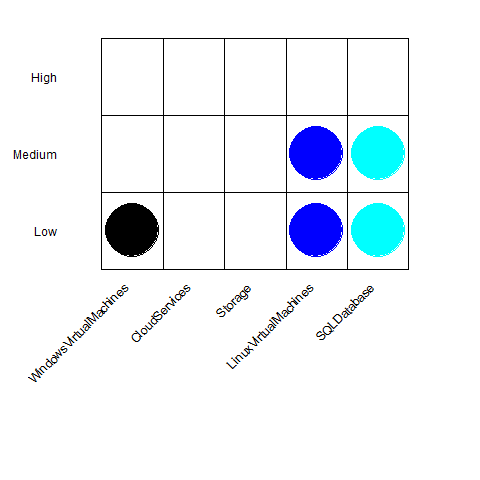 High
Medium
Low
WindowsVirtualMachines
CloudServices
Storage
LinuxVirtualMachines
SQLDatabase